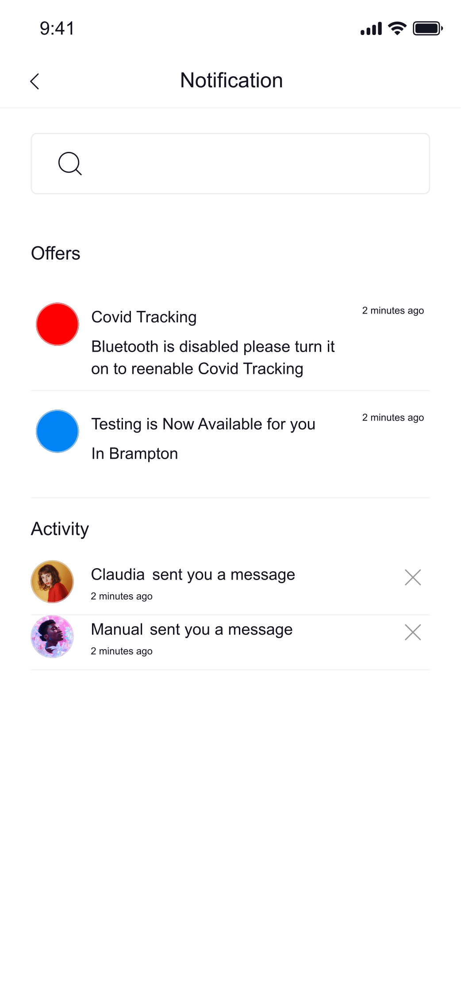 9:41
Notification
Offers
Covid Tracking
2 minutes ago
Bluetooth is disabled please turn it
on to reenable Covid Tracking
Testing is Now Available for you
2 minutes ago
In Brampton
Activity
Claudia sent you a message
2 minutes ago
Manual sent you a message
2 minutes ago